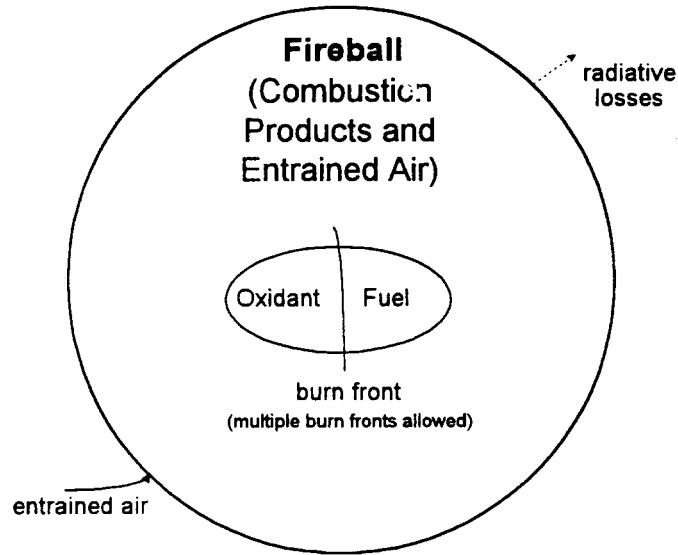 Fireball
(Combustion
Products and
Entrained Air)
radiative
losses
Oxidant
Fuel
burn front
(multiple burn fronts allowed)
entrained air